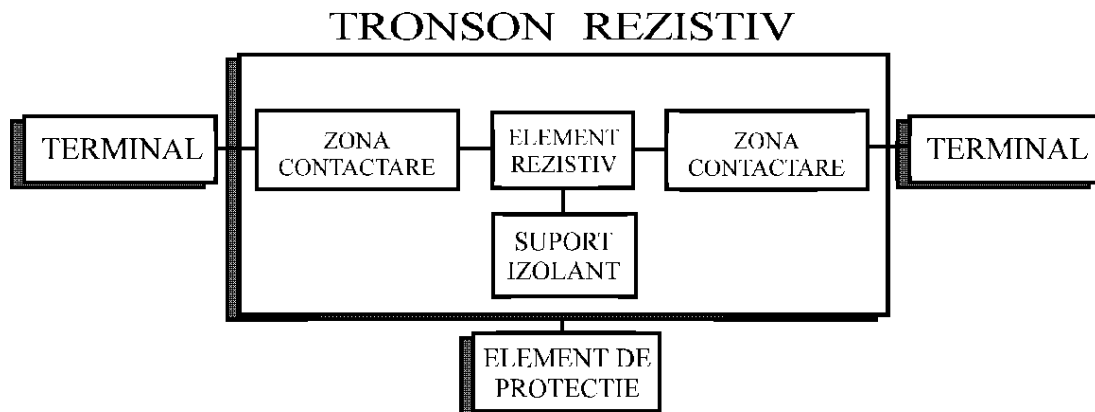 TRONSON REZISTIV
TERMINAL
ZONA
CONTACTARE
ELEMENT
REZISTIV
ZONA
CONTACTARE
TERMINAL
SUPORT
IZOLANT
ELEMENT DE
PROTECTIE